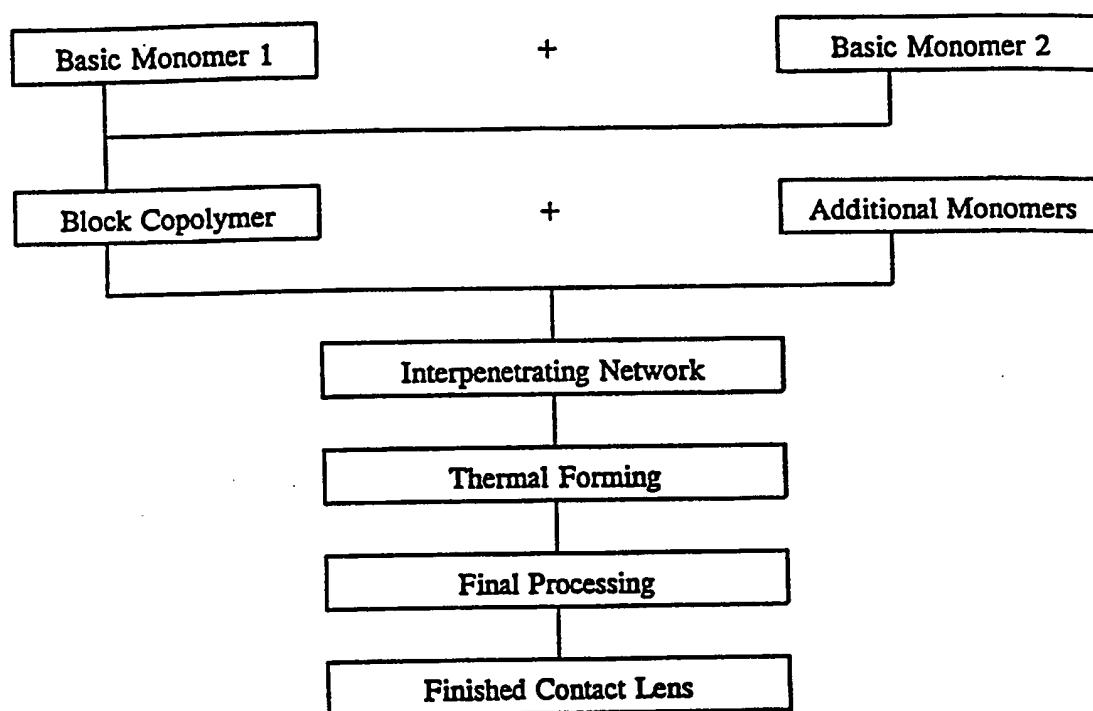 Basic Monomer 1 + Basic Monomer 2
Block Copolymer + Additional Monomers
Interpenetrating Network
Thermal Forming
Final Processing
Finished Contact Lens